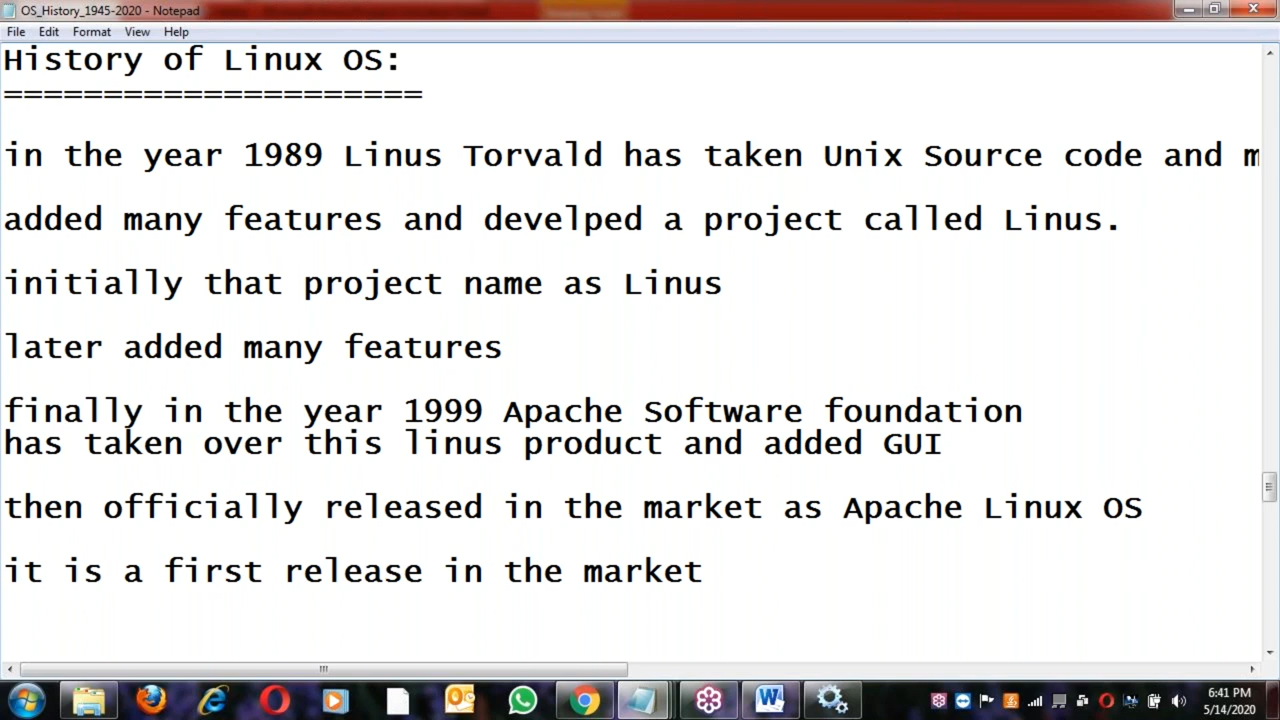 OS_History_1945-2020 - Notepad
File Edit Format View Help
History of Linux OS:
=====================
in the year 1989 Linus Torvald has taken Unix Source code and
added many features and develped a project called Linus.
initially that project name as Linus
later added many features
finally in the year 1999 Apache Software foundation
has taken over this linus product and added GUI
then officially released in the market as Apache Linux OS
it is a first release in the market
6:41 PM
5/14/2020